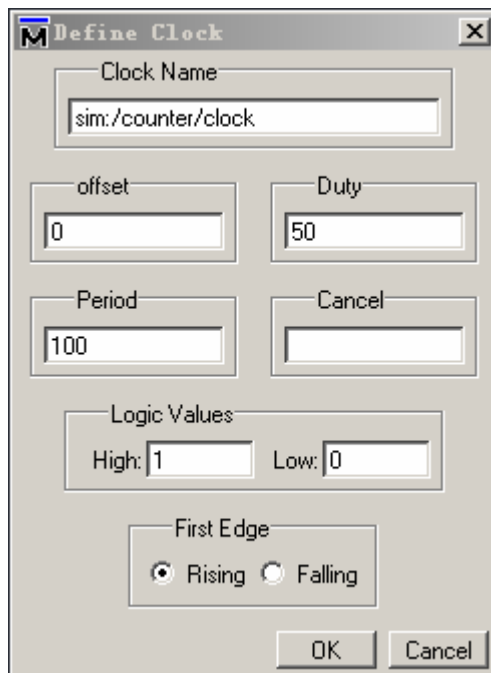 Define Clock
Clock Name
sim:/counter/clock
offset
Duty
0
50
Period
Cancel
100
Logic Values
High: 1 Low: 0
First Edge
Rising Falling
OK Cancel